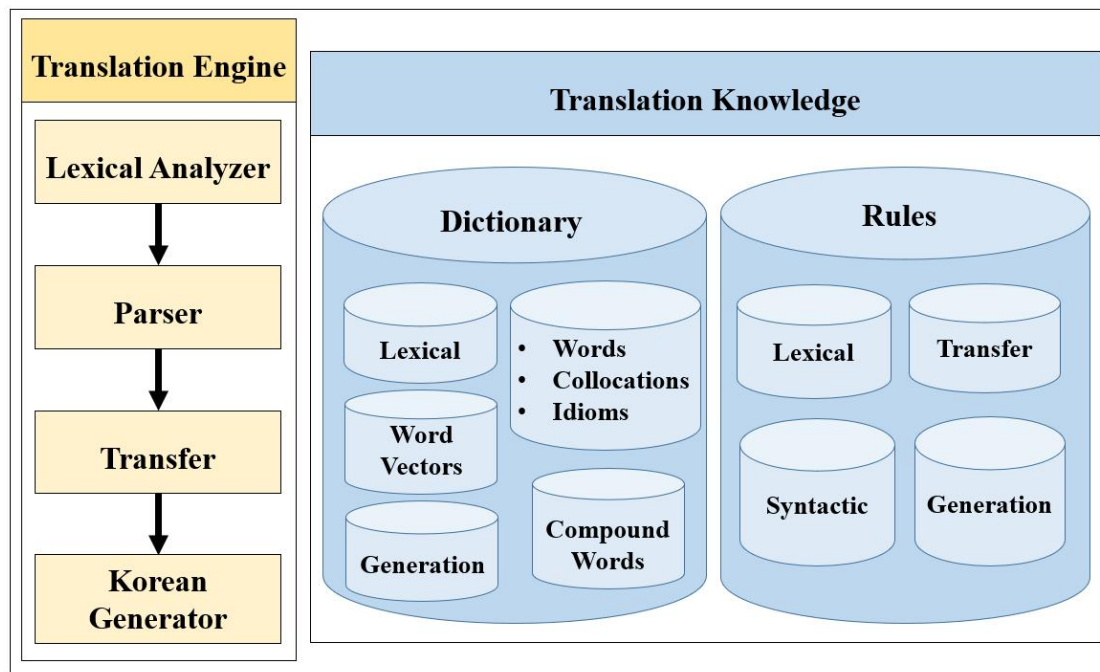 Translation Engine
Lexical Analyzer
Parser
Transfer
Korean
Generator
Translation Knowledge
Dictionary
Lexical
• Words
• Collocations
• Idioms
Word
Vectors
Generation
Compound
Words
Rules
Lexical
Transfer
Syntactic
Generation